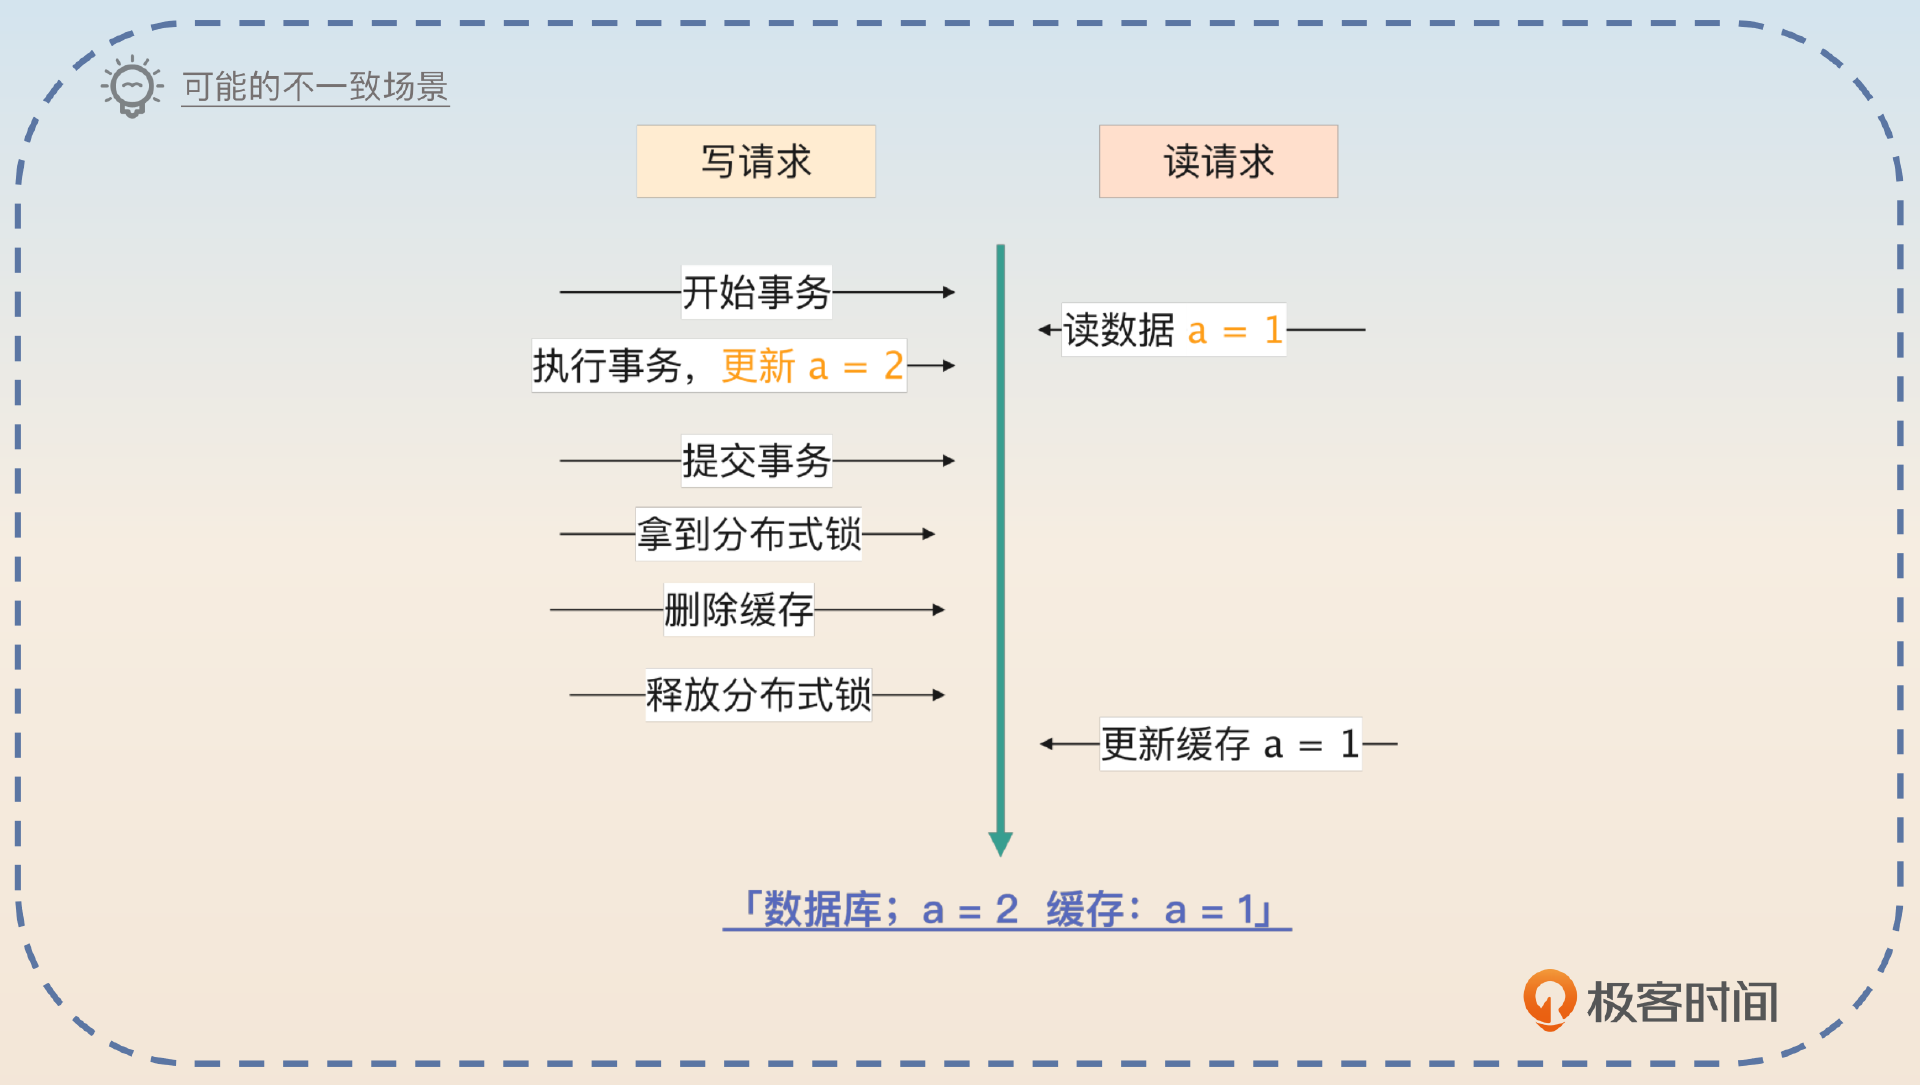 可能的不一致场景
写请求
读请求
开始事务
读数据 a = 1
执行事务，更新 a = 2
提交事务
拿到分布式锁
删除缓存
释放分布式锁
更新缓存 a = 1
「数据库；a = 2 缓存：a = 1」
极客时间